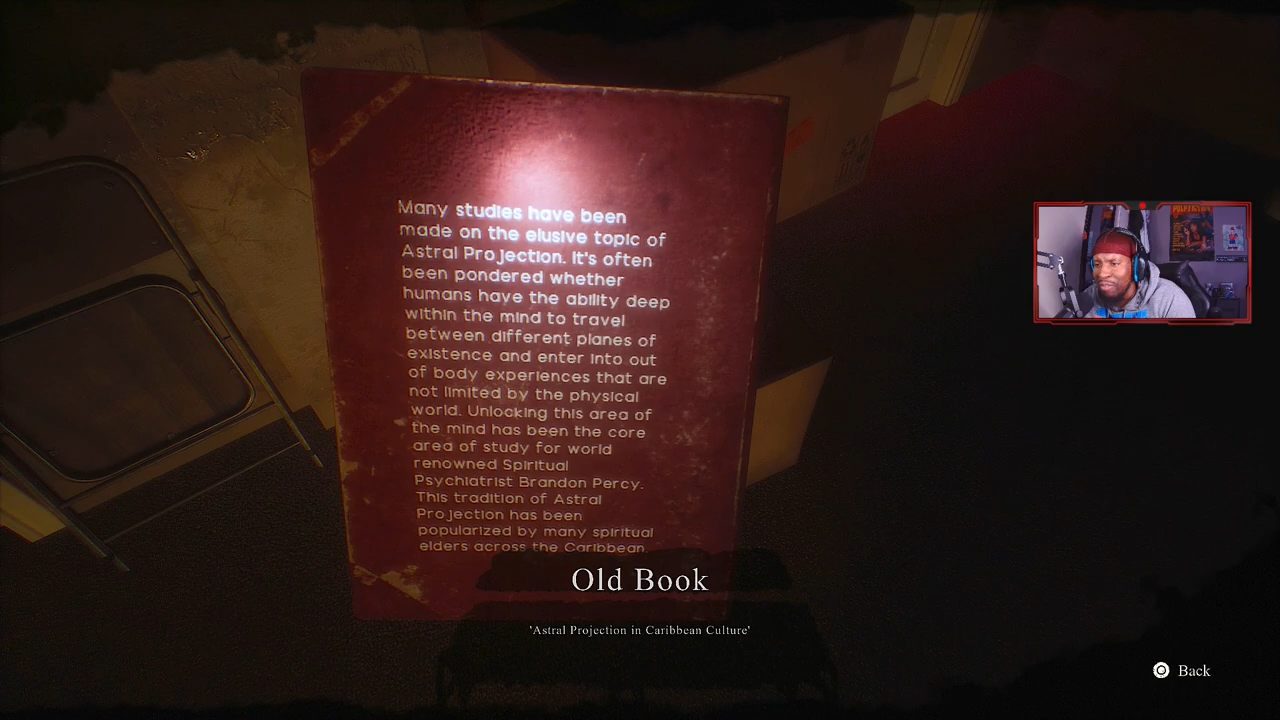 Many studies have been
made on the elusive topic of
Astral Projection. It's often
been pondered whether
humans have the ability deep
within the mind to travel
between different planes of
existence and enter into out
of body experiences that are
not limited by the physical
world. Unlocking this area of
the mind has been the core
area of study for world
renowned Spiritual
Psychiatrist Brandon Percy.
This tradition of Astral
Projection has been
popularized by many spiritual
elders across the Caribbean.
Old Book
'Astral Projection in Caribbean Culture'
Back
PULP FICTION